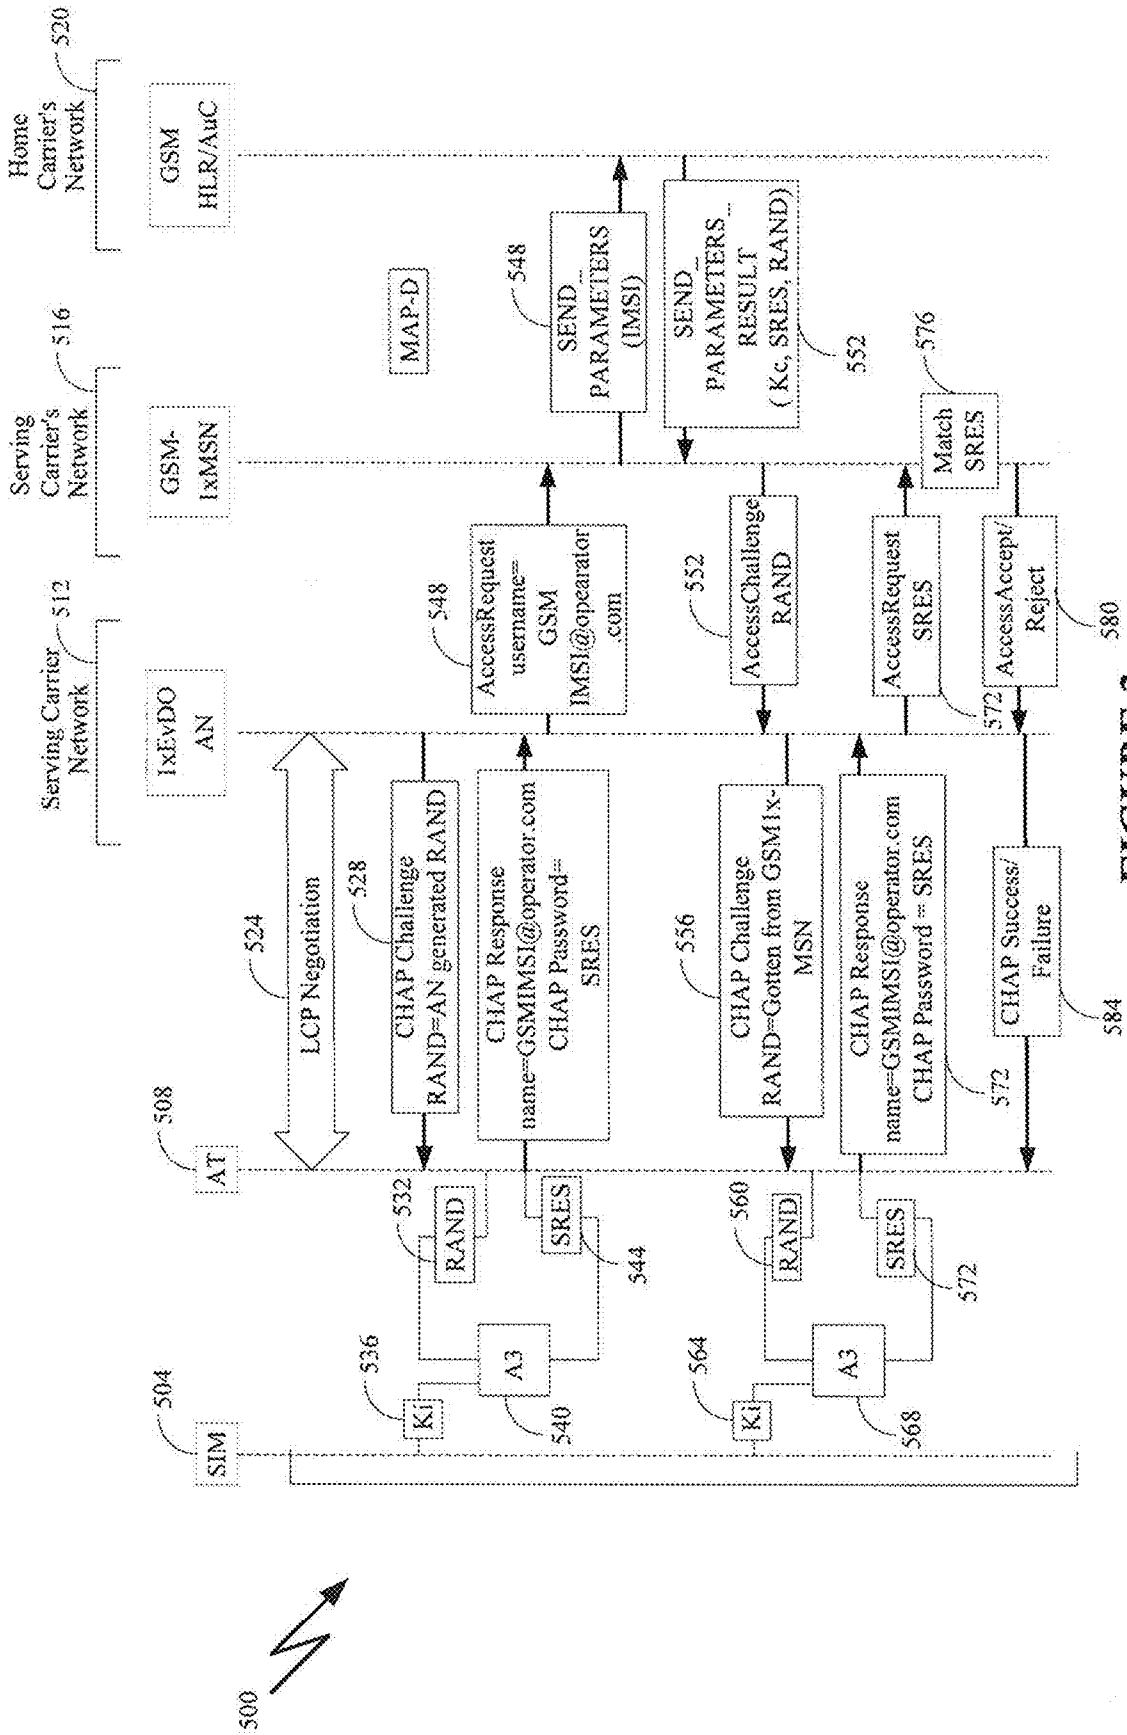 500
Serving Carrier
Network
512
Serving
Carrier's
Network
516
Home
Carrier's
Network
520
SIM
504
AT
508
1xEvDO
AN
GSM-
1xMSN
GSM
HLR/AuC
524
LCP Negotiation
MAP-D
528
CHAP Challenge
RAND=AN generated RAND
532
RAND
536
Ki
A3
540
SRES
544
CHAP Response
name=GSMIMSI@operator.com
CHAP Password=
SRES
548
AccessRequest
username=
GSM
IMSI@opearator
.com
548
SEND_
PARAMETERS
(IMSI)
SEND_
PARAMETERS_
RESULT
( Kc, SRES, RAND)
552
552
AccessChallenge
RAND
556
CHAP Challenge
RAND=Gotten from GSM1x-
MSN
560
RAND
564
Ki
A3
568
SRES
572
CHAP Response
name=GSMIMSI@operator.com
CHAP Password = SRES
572
AccessRequest
SRES
572
576
Match
SRES
AccessAccept/
Reject
580
CHAP Success/
Failure
584